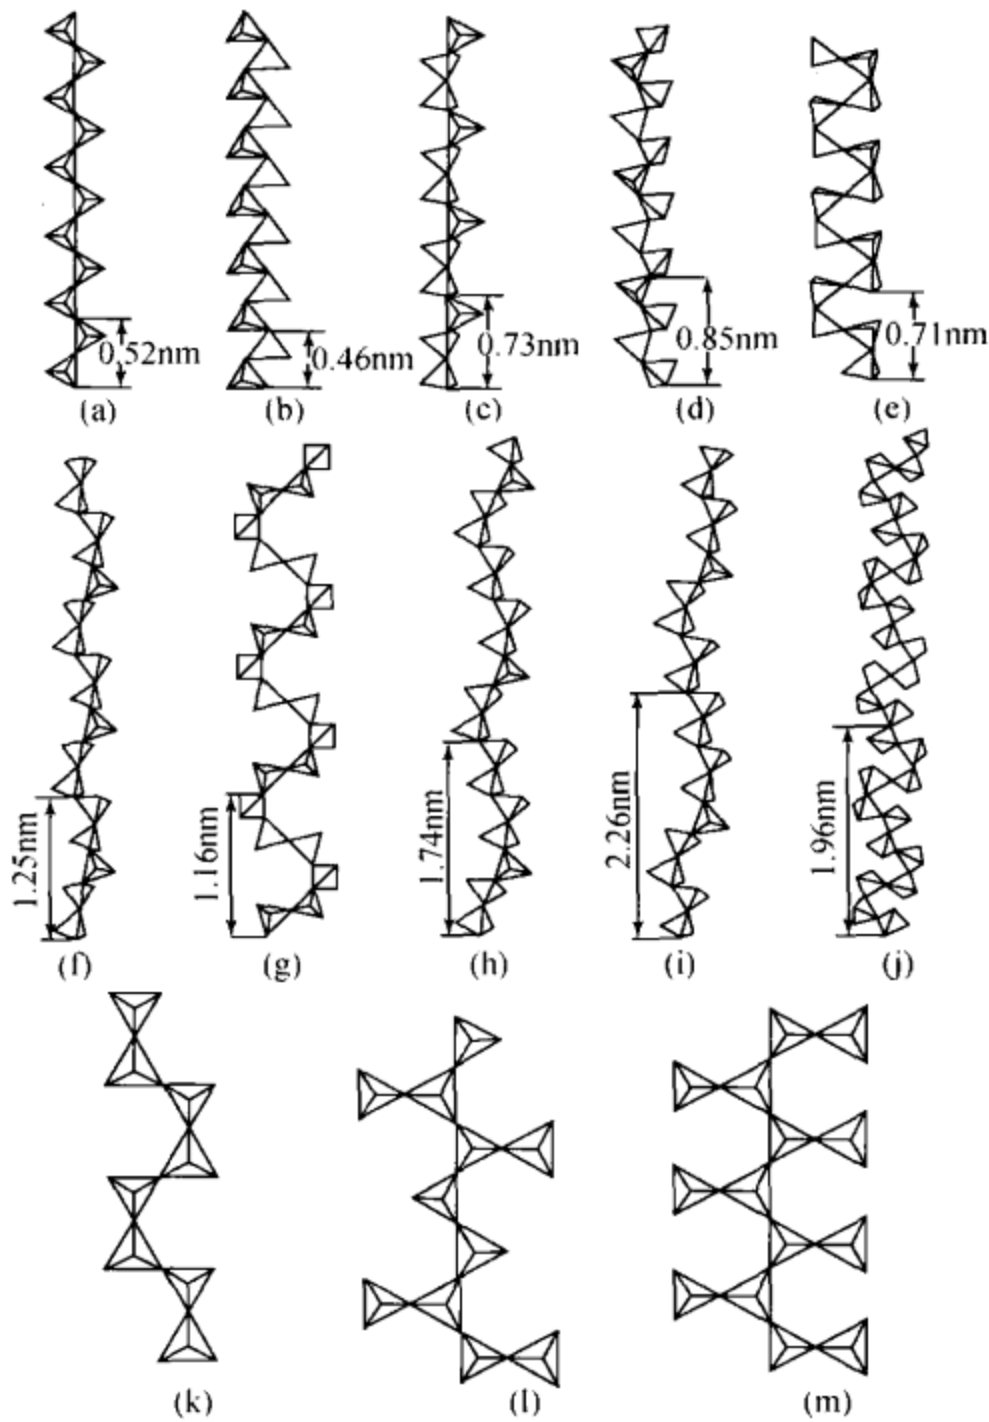 0.52nm 0.46nm 0.73nm 0.85nm 0.71nm
(a) (b) (c) (d) (e)
1.25nm 1.16nm 1.74nm 2.26nm 1.96nm
(f) (g) (h) (i) (j)
(k) (l) (m)